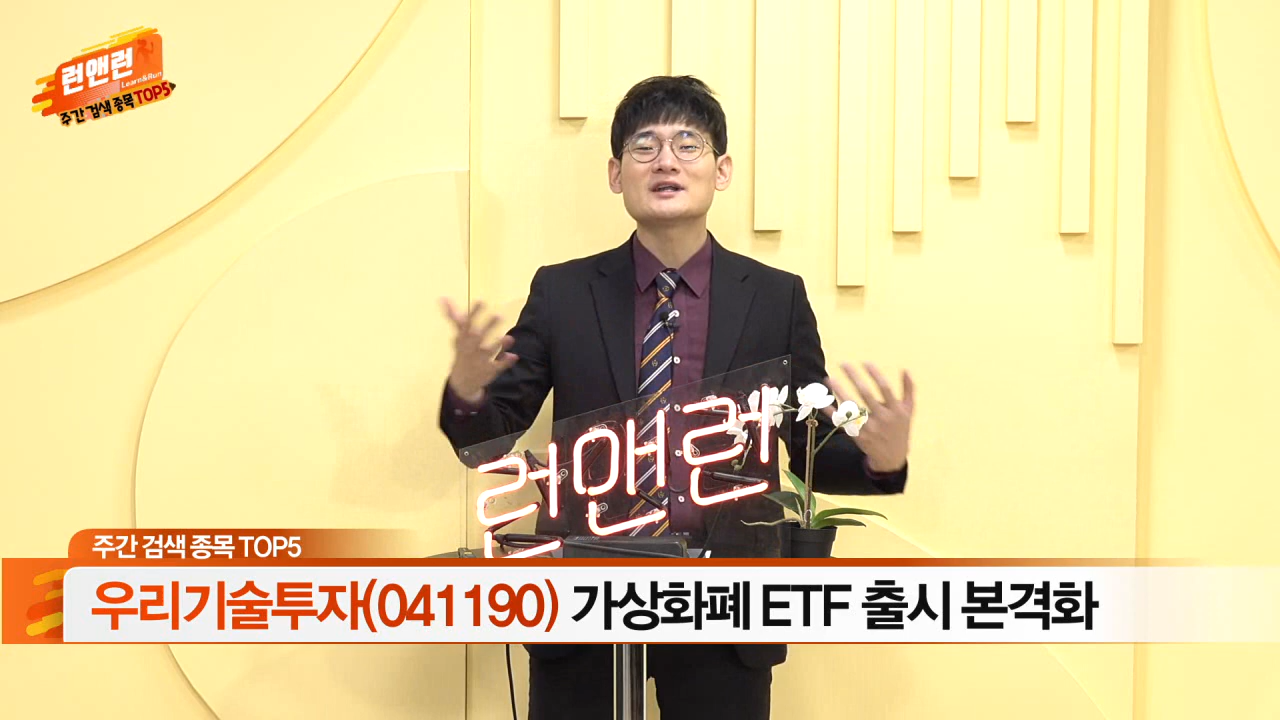 런앤런
Learn&Run
주간 검색 종목 TOP5
런앤런
주간 검색 종목 TOP5
우리기술투자(041190) 가상화폐 ETF 출시 본격화